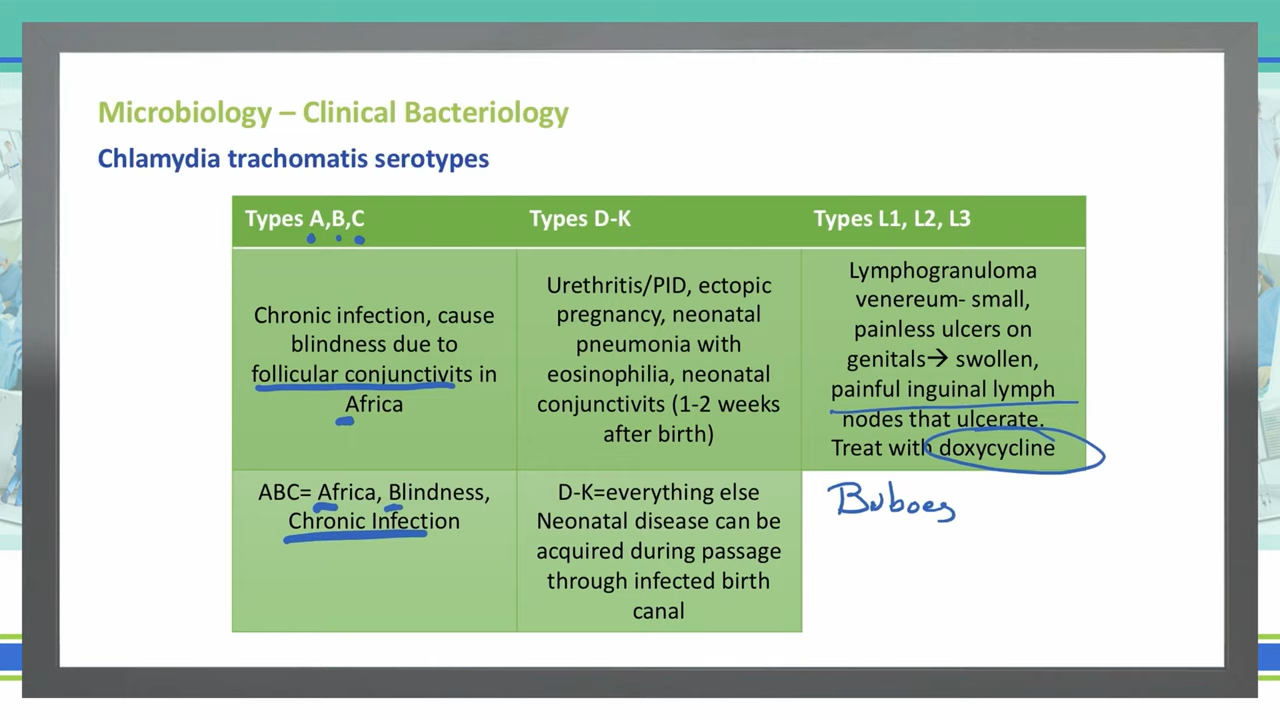 Microbiology – Clinical Bacteriology
Chlamydia trachomatis serotypes
Types A,B,C
Types D-K
Types L1, L2, L3
Chronic infection, cause
blindness due to
follicular conjunctivits in
Africa
Urethritis/PID, ectopic
pregnancy, neonatal
pneumonia with
eosinophilia, neonatal
conjunctivits (1-2 weeks
after birth)
Lymphogranuloma
venereum- small,
painless ulcers on
genitals→ swollen,
painful inguinal lymph
nodes that ulcerate.
Treat with doxycycline
ABC= Africa, Blindness,
Chronic Infection
D-K=everything else
Neonatal disease can be
acquired during passage
through infected birth
canal
Buboes